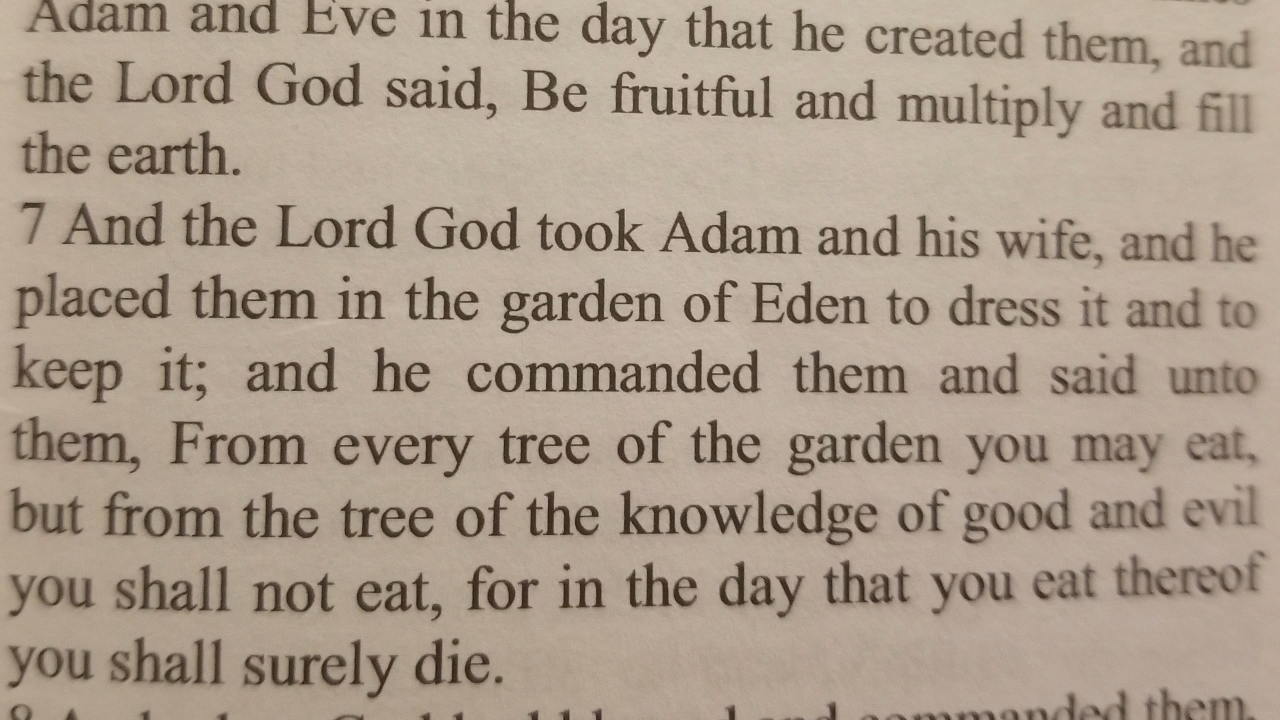 Adam and Eve in the day that he created them, and
the Lord God said, Be fruitful and multiply and fill
the earth.
7 And the Lord God took Adam and his wife, and he
placed them in the garden of Eden to dress it and to
keep it; and he commanded them and said unto
them, From every tree of the garden you may eat,
but from the tree of the knowledge of good and evil
you shall not eat, for in the day that you eat thereof
you shall surely die.
8 And commanded them,